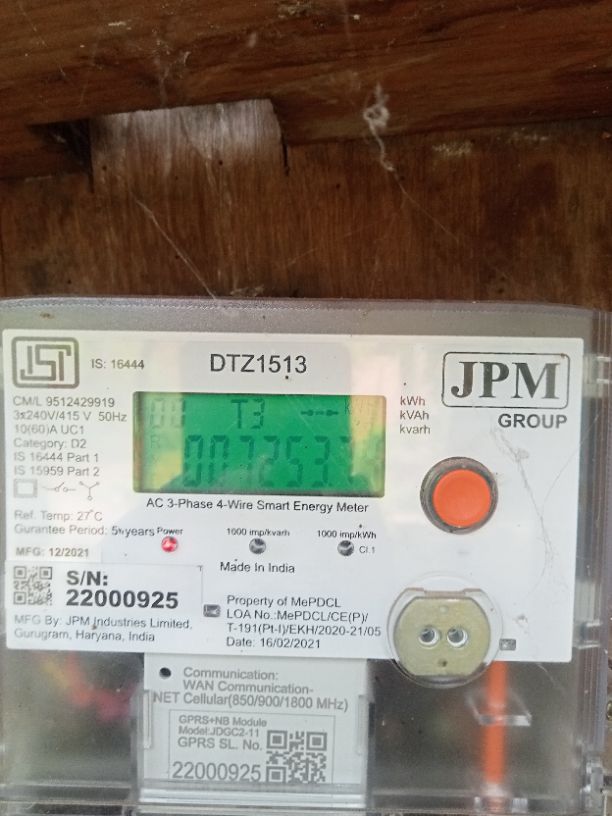 ISI
IS: 16444
DTZ1513
JPM
GROUP
CM/L 9512429919
3x240V/415 V 50Hz
10(60)A UC1
Category: D2
IS 16444 Part 1
IS 15959 Part 2
Ref. Temp: 27°C
Gurantee Period: 5½years
MFG: 12/2021
00 T3
kWh
kVAh
kvarh
AC 3-Phase 4-Wire Smart Energy Meter
Power
1000 imp/kvarh
1000 imp/kWh
Cl.1
Made In India
S/N:
22000925
MFG By: JPM Industries Limited,
Gurugram, Haryana, India
Property of MePDCL
LOA No.:MePDCL/CE(P)/
T-191(Pt-I)/EKH/2020-21/05
Date: 16/02/2021
Communication:
WAN Communication-
NET Cellular(850/900/1800 MHz)
GPRS+NB Module
Model:JDGC2-11
GPRS SL. No.
22000925